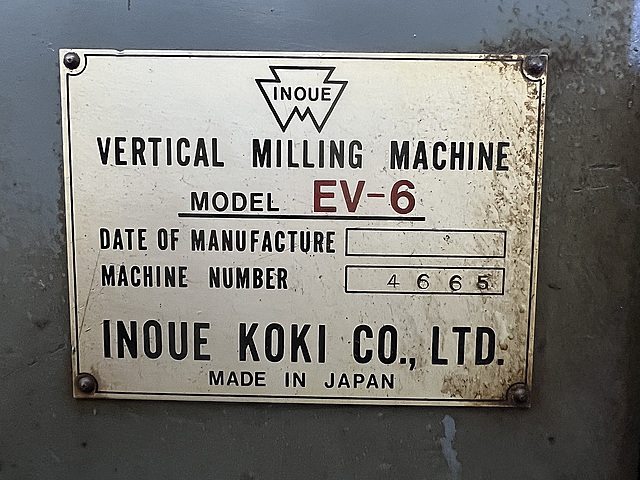 INOUE
VERTICAL MILLING MACHINE
MODEL EV-6
DATE OF MANUFACTURE
MACHINE NUMBER 4665
INOUE KOKI CO., LTD.
MADE IN JAPAN